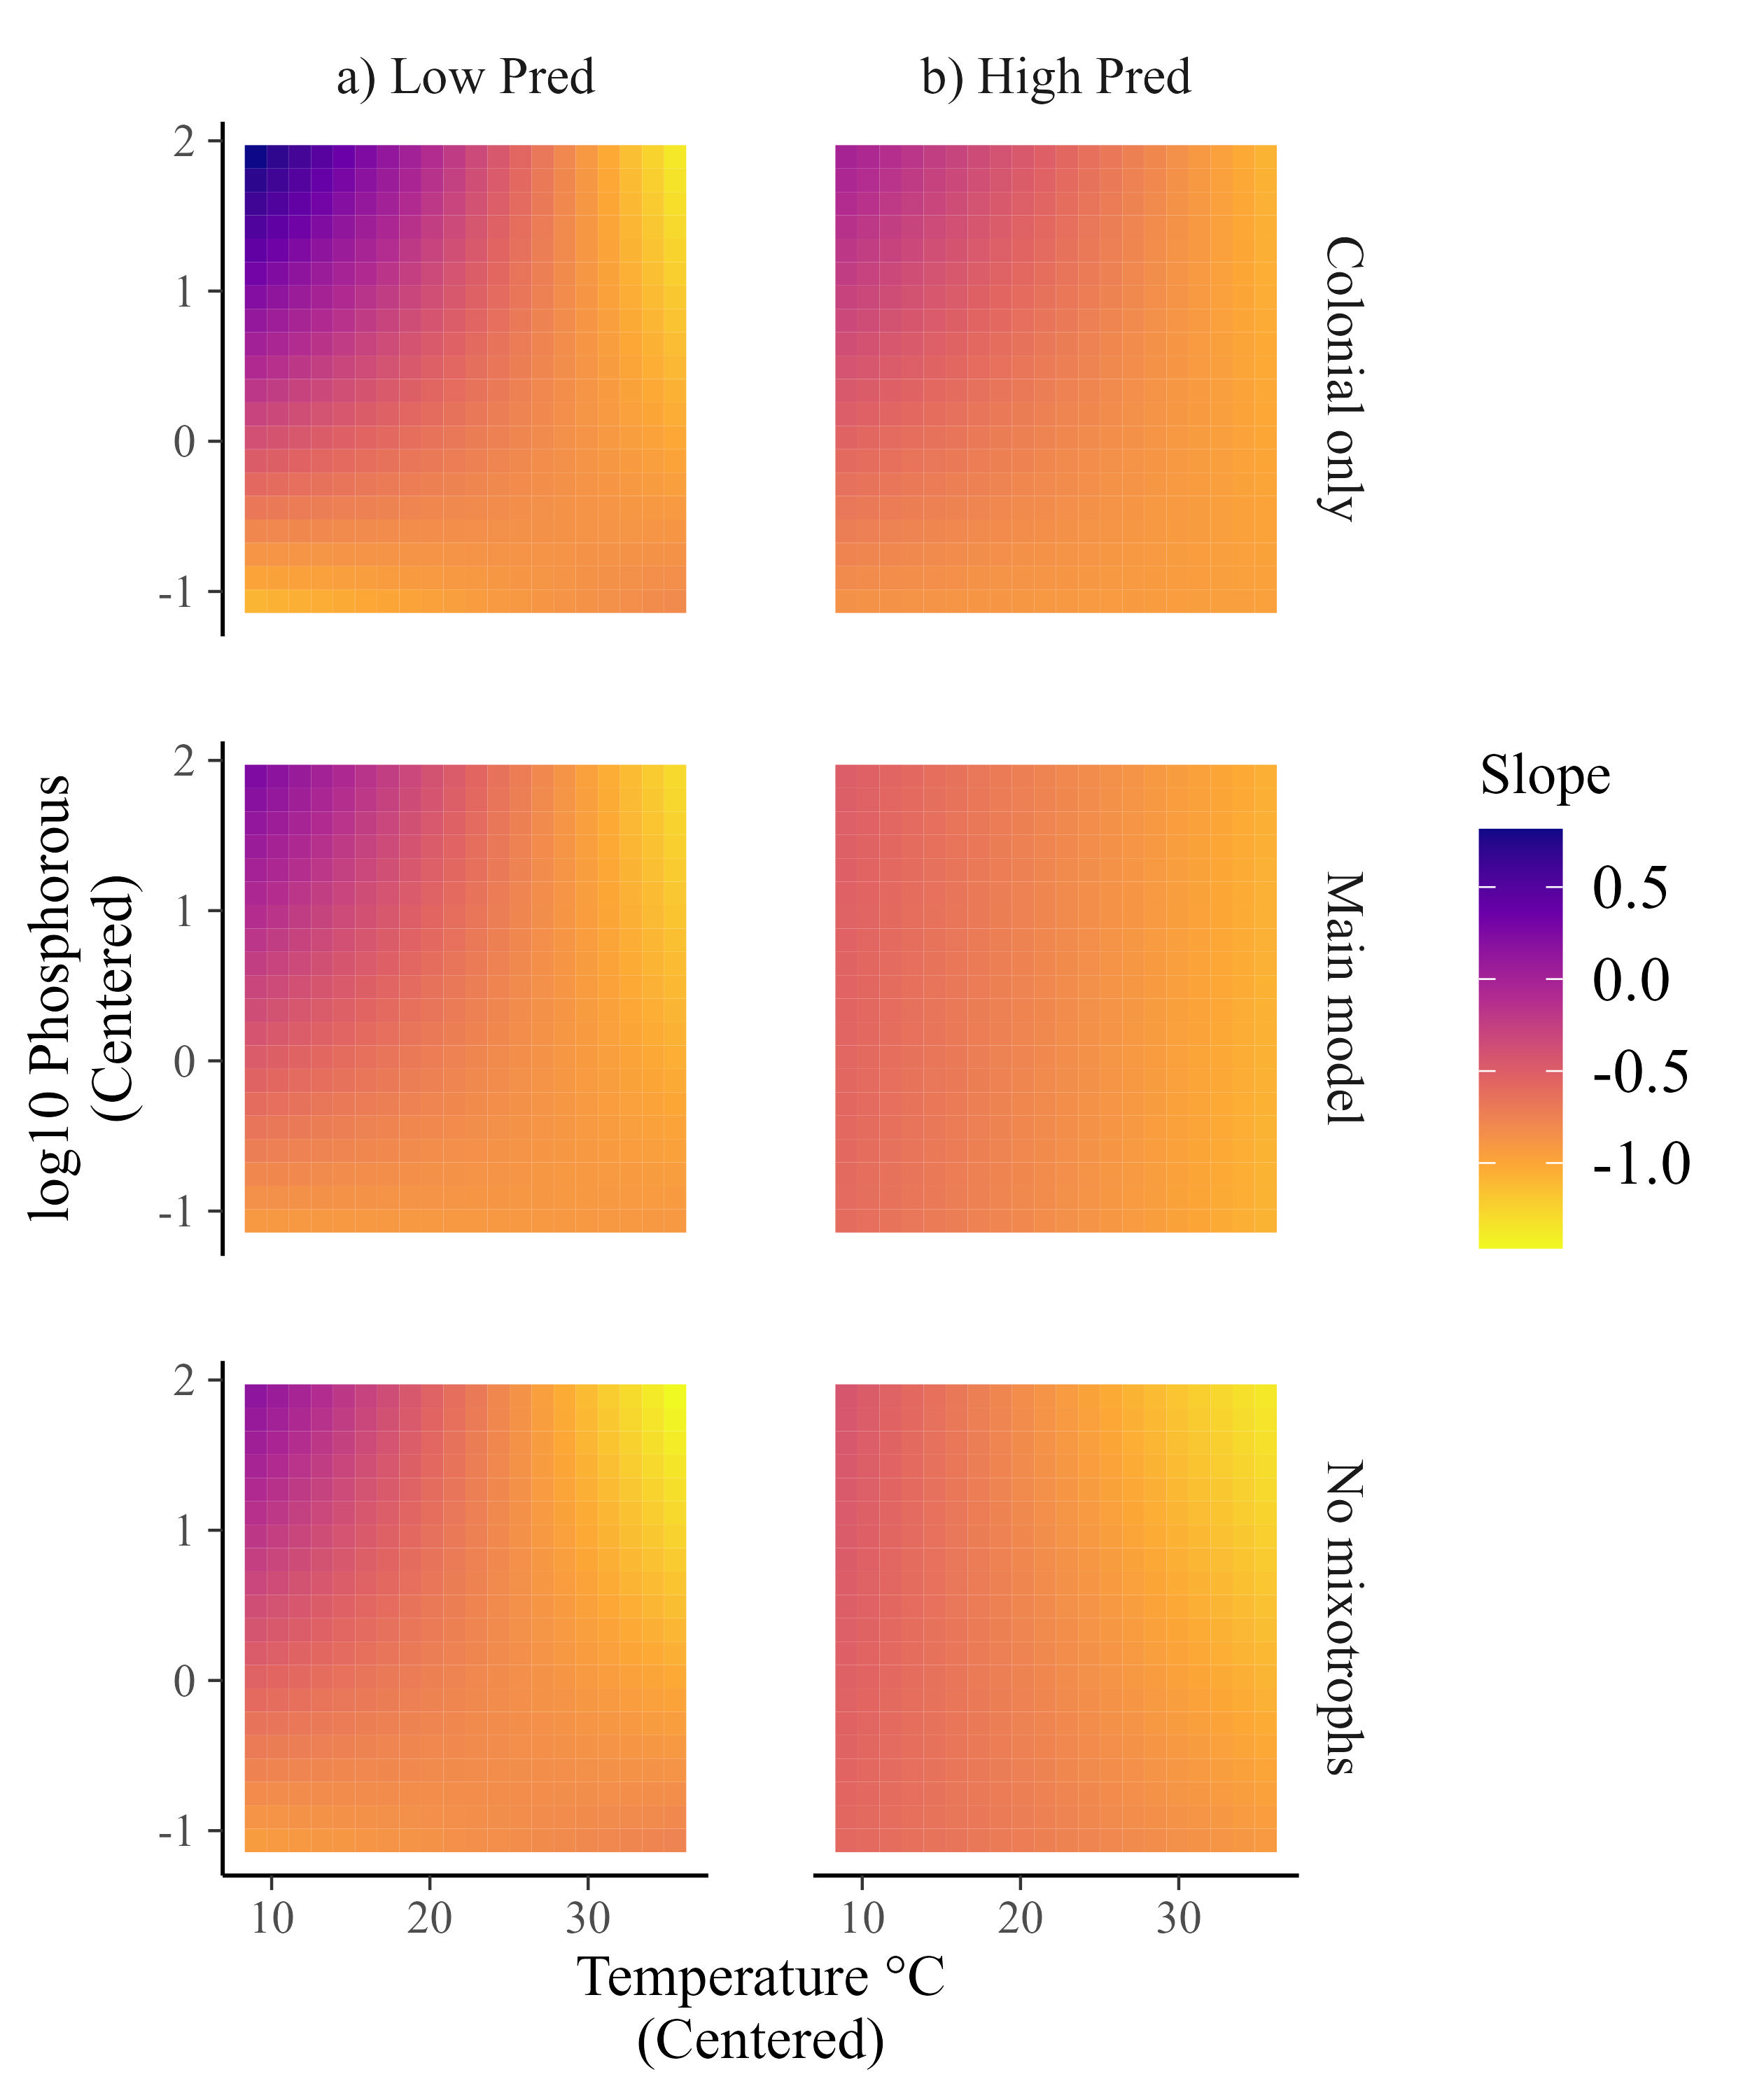 a) Low Pred
b) High Pred
2
1
0
-1
Colonial only
2
1
0
-1
Main model
log10 Phosphorous
(Centered)
Slope
0.5
0.0
-0.5
-1.0
2
1
0
-1
No mixotrophs
10
20
30
10
20
30
Temperature °C
(Centered)